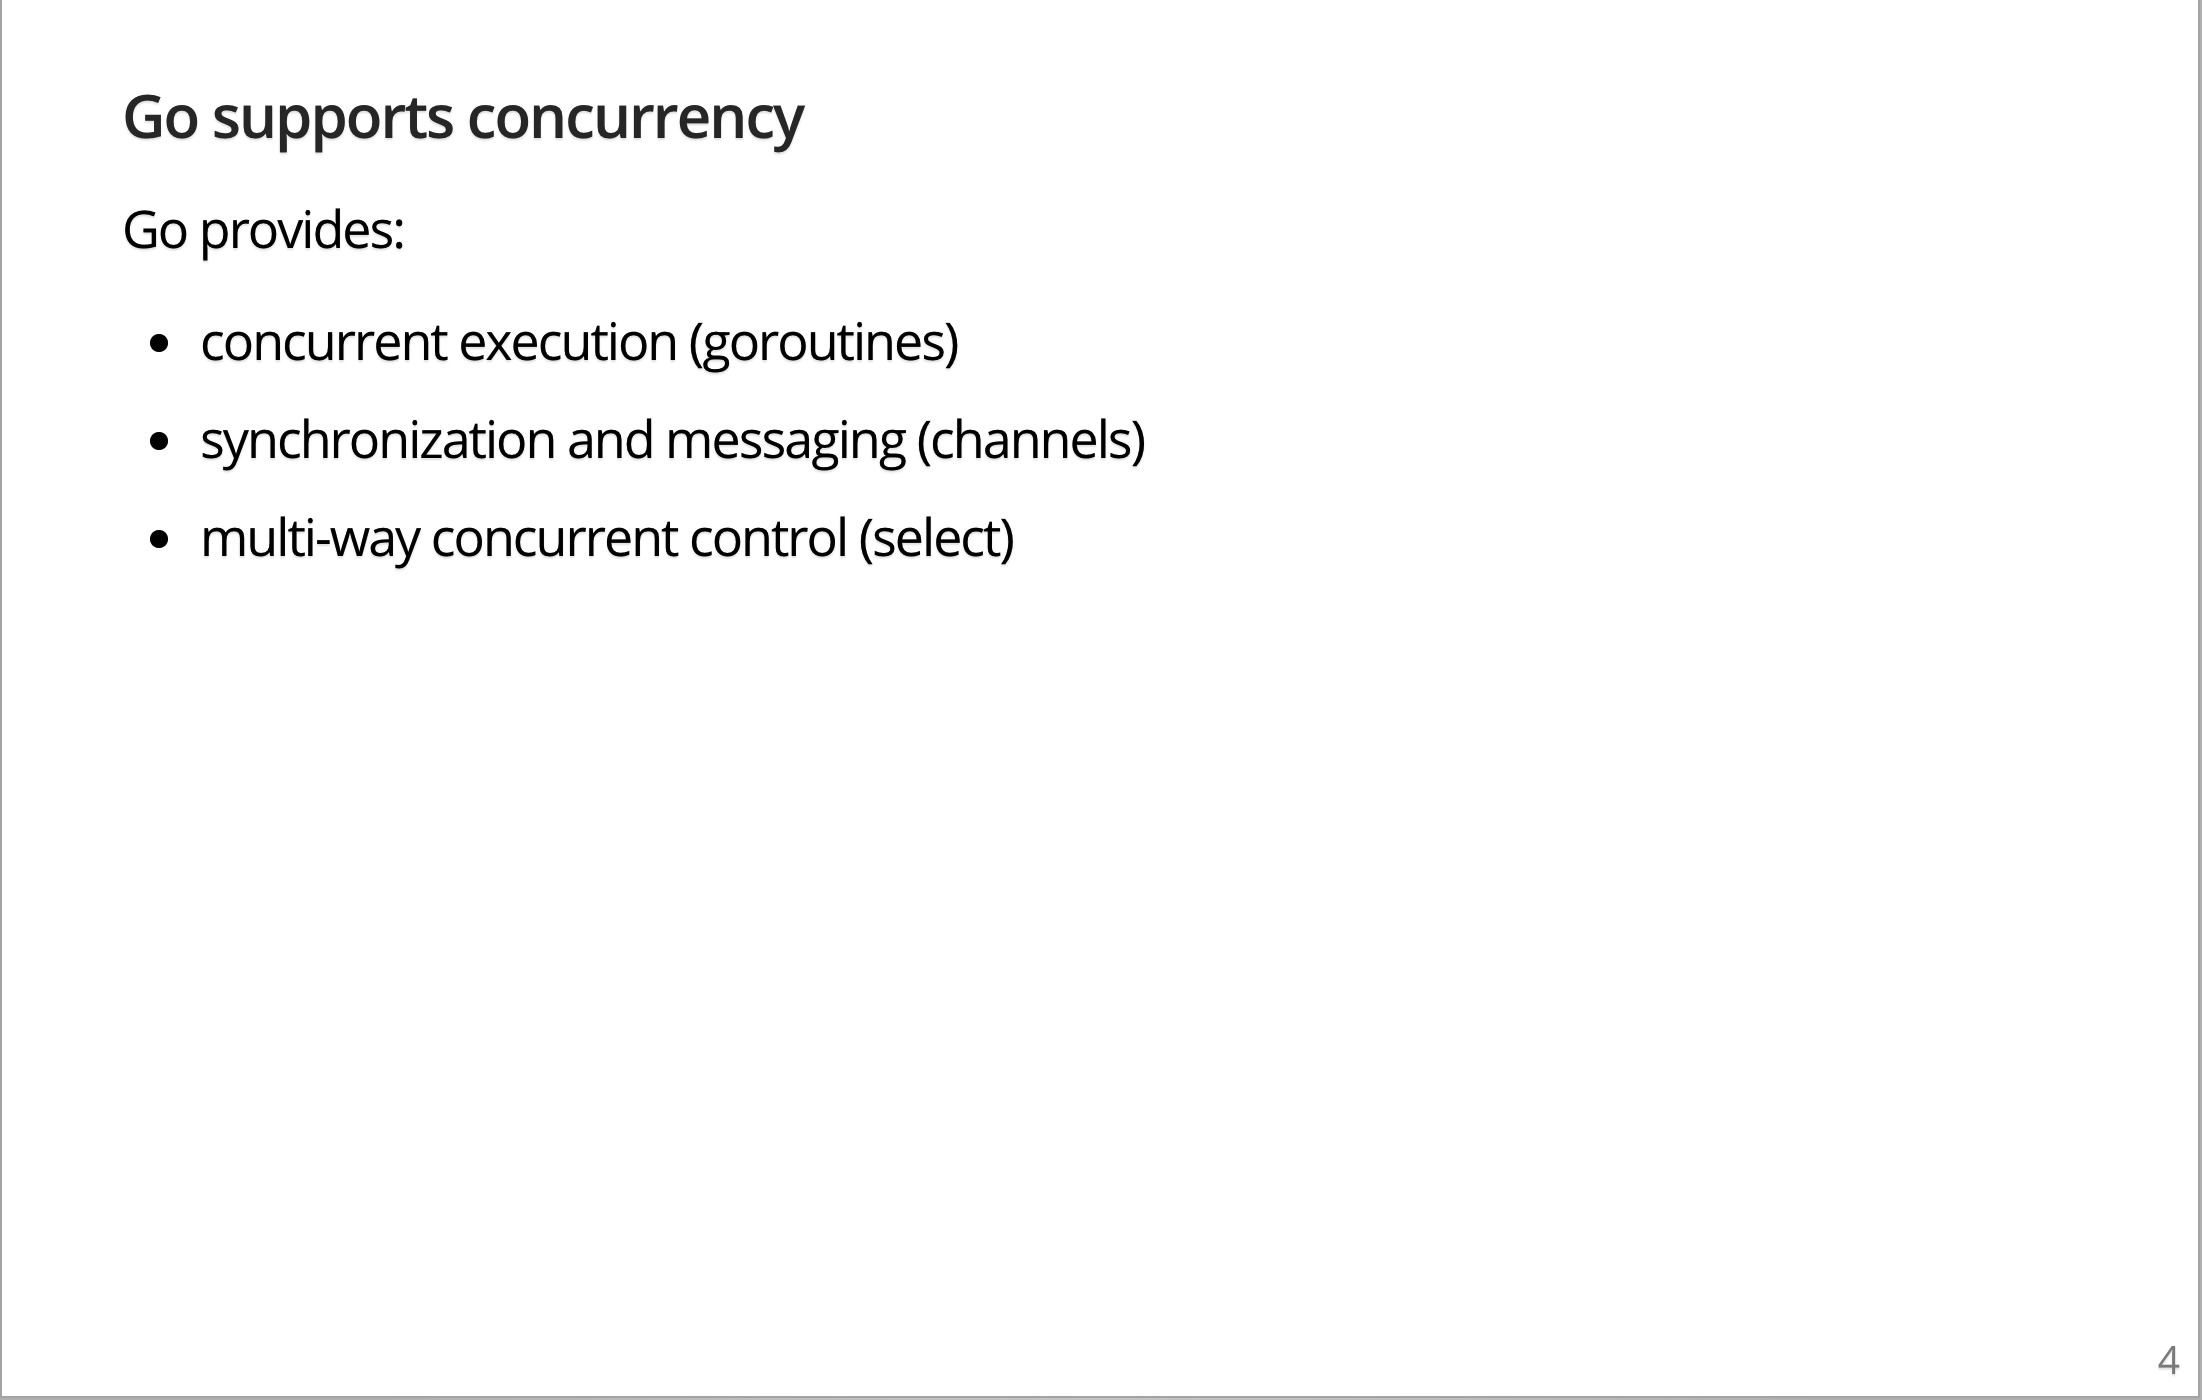 Go supports concurrency
Go provides:
• concurrent execution (goroutines)
• synchronization and messaging (channels)
• multi-way concurrent control (select)
4